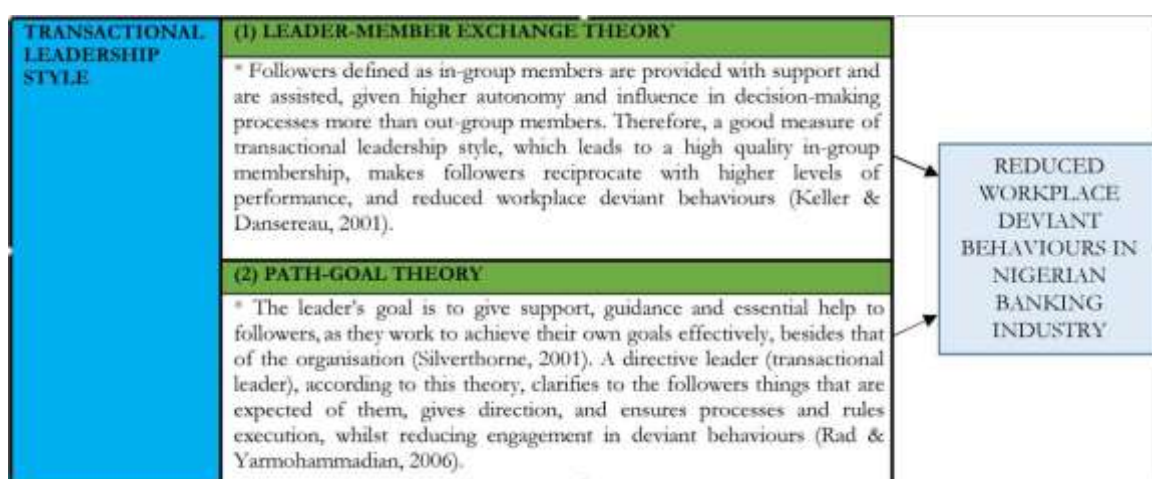 TRANSACTIONAL
LEADERSHIP
STYLE
(1) LEADER-MEMBER EXCHANGE THEORY
* Followers defined as in-group members are provided with support and
are assisted, given higher autonomy and influence in decision-making
processes more than out-group members. Therefore, a good measure of
transactional leadership style, which leads to a high quality in-group
membership, makes followers reciprocate with higher levels of
performance, and reduced workplace deviant behaviours (Keller &
Dansereau, 2001).
(2) PATH-GOAL THEORY
* The leader's goal is to give support, guidance and essential help to
followers, as they work to achieve their own goals effectively, besides that
of the organisation (Silverthorne, 2001). A directive leader (transactional
leader), according to this theory, clarifies to the followers things that are
expected of them, gives direction, and ensures processes and rules
execution, whilst reducing engagement in deviant behaviours (Rad &
Yarmohammadian, 2006).
REDUCED
WORKPLACE
DEVIANT
BEHAVIOURS IN
NIGERIAN
BANKING
INDUSTRY